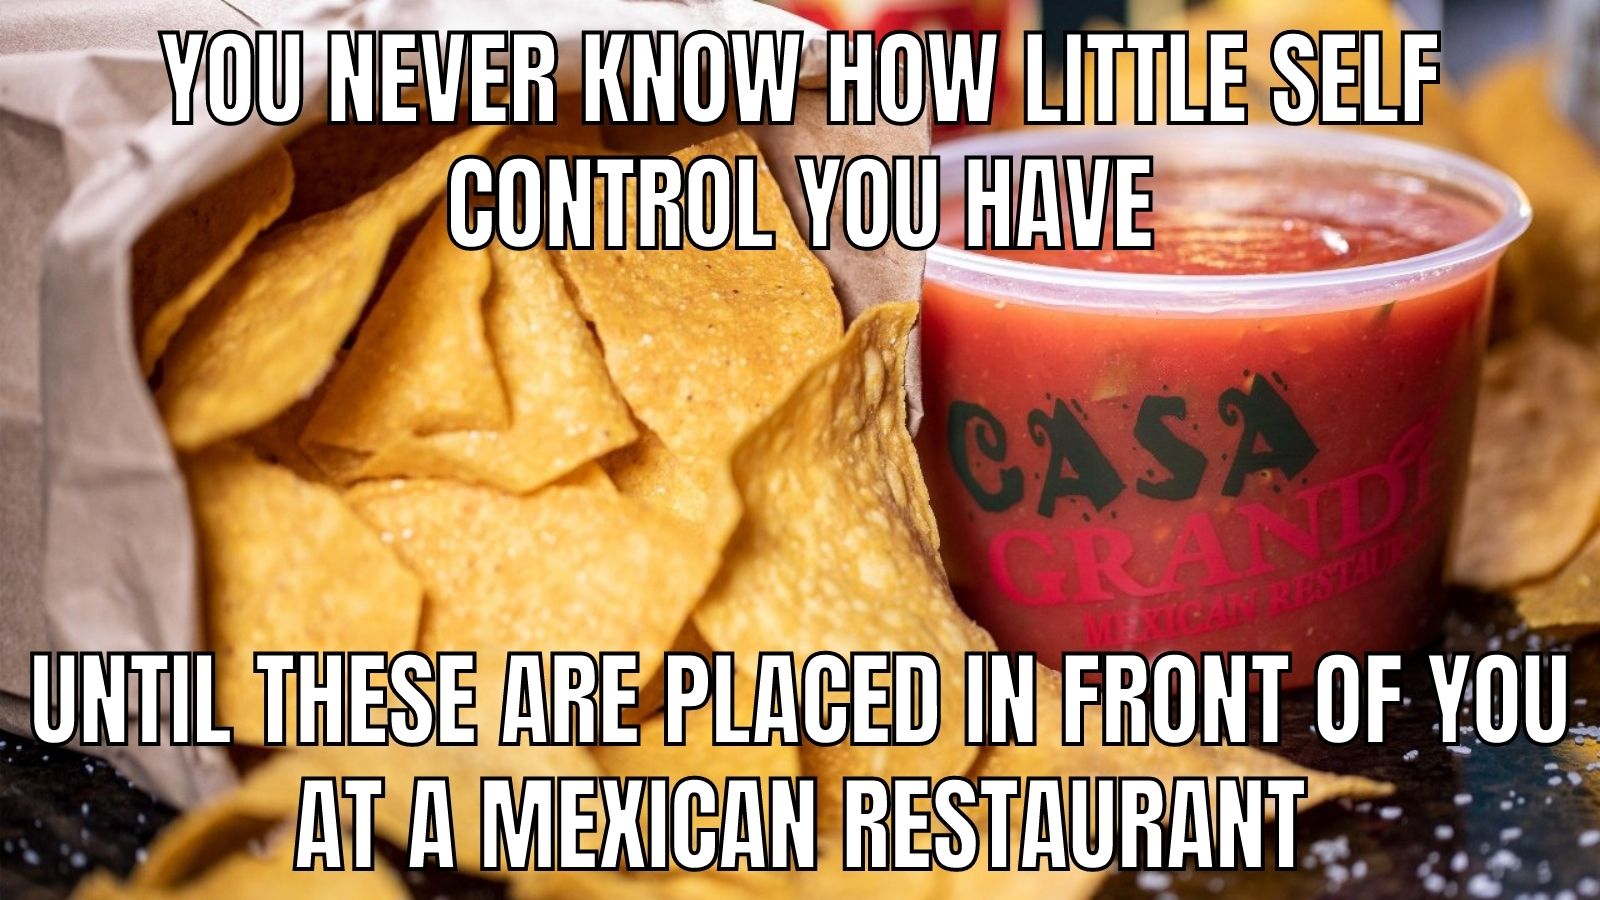 YOU NEVER KNOW HOW LITTLE SELF
CONTROL YOU HAVE
CASA
GRANDE
MEXICAN RESTAURA
UNTIL THESE ARE PLACED IN FRONT OF YOU
AT A MEXICAN RESTAURANT